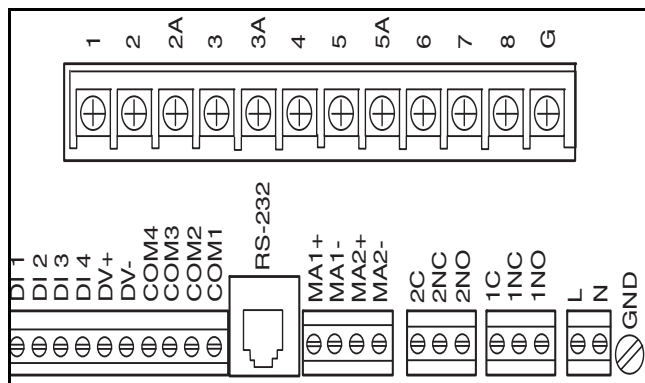 1 2 2A 3 3A 4 5 5A 6 7 8 G
DI 1
DI 2
DI 3
DI 4
DV+
DV-
COM4
COM3
COM2
COM1
RS-232
MA1+
MA1-
MA2+
MA2-
2C
2NC
2NO
1C
1NC
1NO
L
N
GND